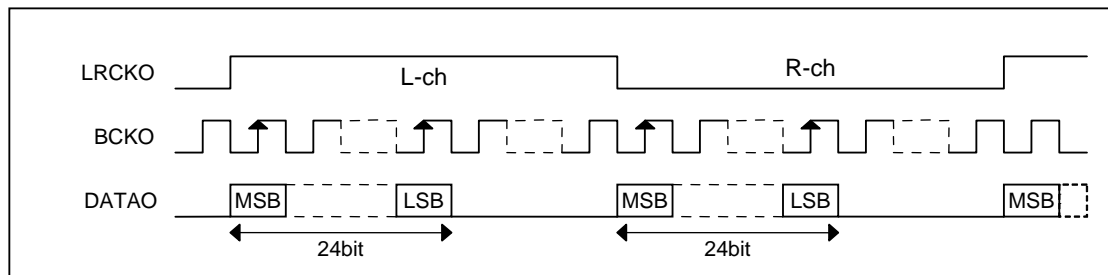 LRCKO
L-ch
R-ch
BCKO
DATAO
MSB
LSB
MSB
LSB
MSB
24bit
24bit